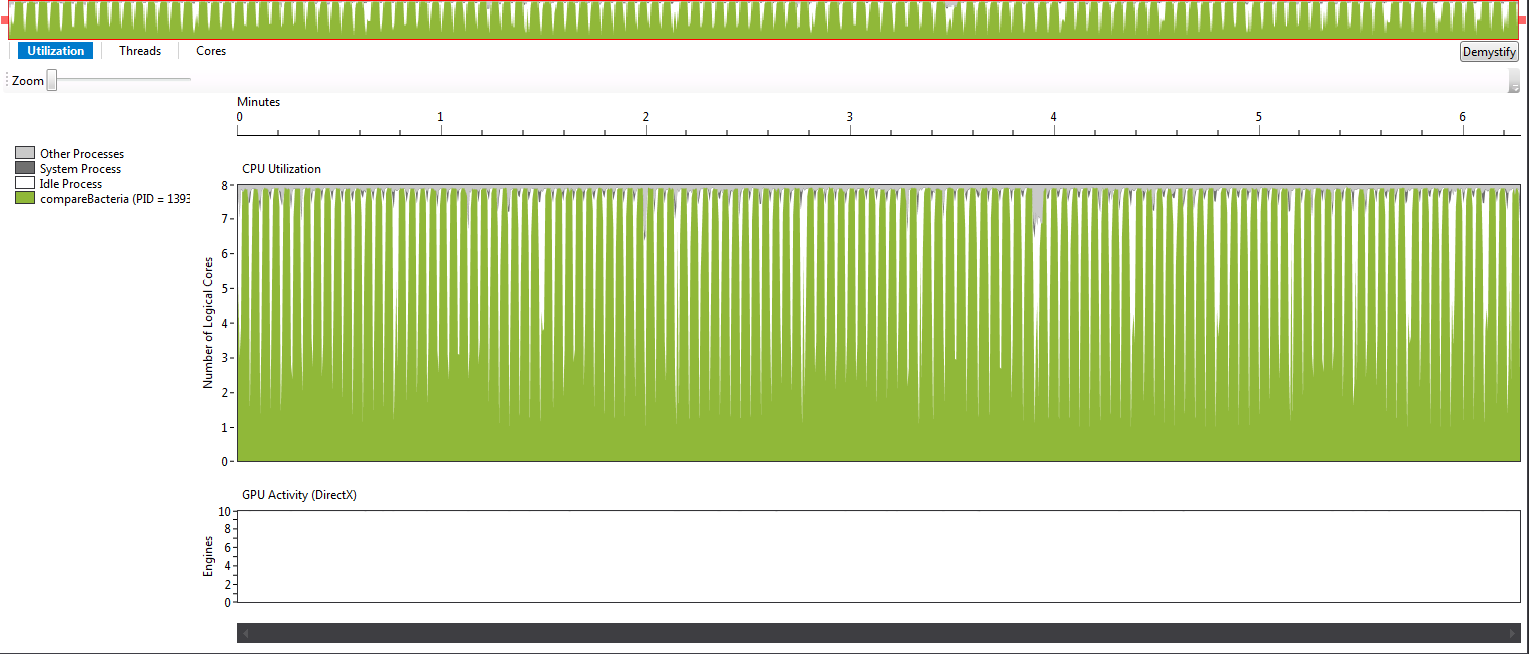 Utilization Threads Cores Demystify
Zoom
Minutes
0 1 2 3 4 5 6
Other Processes
System Process
Idle Process
compareBacteria (PID = 1393
CPU Utilization
Number of Logical Cores
8
7
6
5
4
3
2
1
0
GPU Activity (DirectX)
Engines
10
8
6
4
2
0